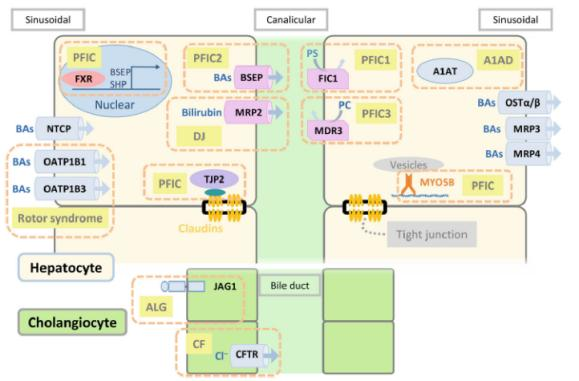 Sinusoidal
Canalicular
Sinusoidal
PFIC
FXR
BSEP
SHP
Nuclear
PFIC2
BAs
BSEP
Bilirubin
MRP2
DJ
PS
FIC1
PFIC1
PC
MDR3
PFIC3
A1AT
A1AD
OSTα/β
BAs
MRP3
BAs
MRP4
BAs
BAs
NTCP
BAs
OATP1B1
BAs
OATP1B3
Rotor syndrome
PFIC
TJP2
Claudins
Vesicles
MYO5B
PFIC
Tight junction
Hepatocyte
Cholangiocyte
JAG1
ALG
Bile duct
CF
Cl⁻
CFTR